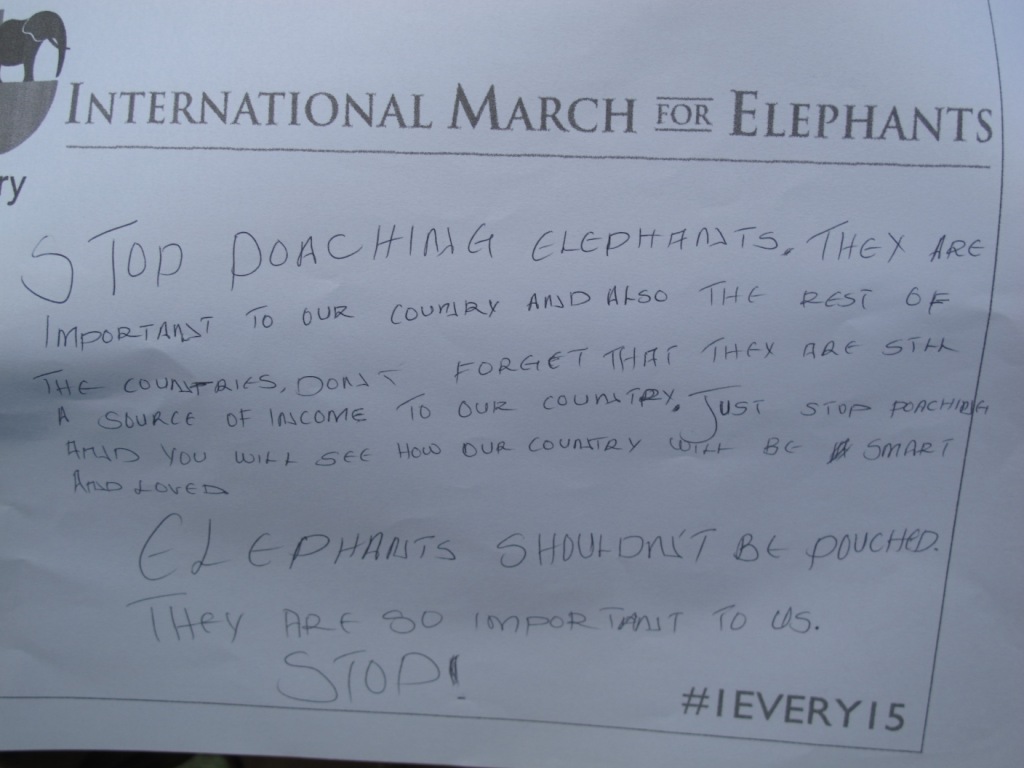 INTERNATIONAL MARCH FOR ELEPHANTS
ry
STOP POACHING ELEPHANTS. THEY ARE
IMPORTANT TO OUR COUNTRY AND ALSO THE REST OF
THE COUNTRIES. DON'T FORGET THAT THEY ARE STILL
A SOURCE OF INCOME TO OUR COUNTRY. JUST STOP POACHING
AND YOU WILL SEE HOW OUR COUNTRY WILL BE SMART
AND LOVED
ELEPHANTS SHOULDN'T BE POUCHED.
THEY ARE SO IMPORTANT TO US.
STOP!
#1EVERY15